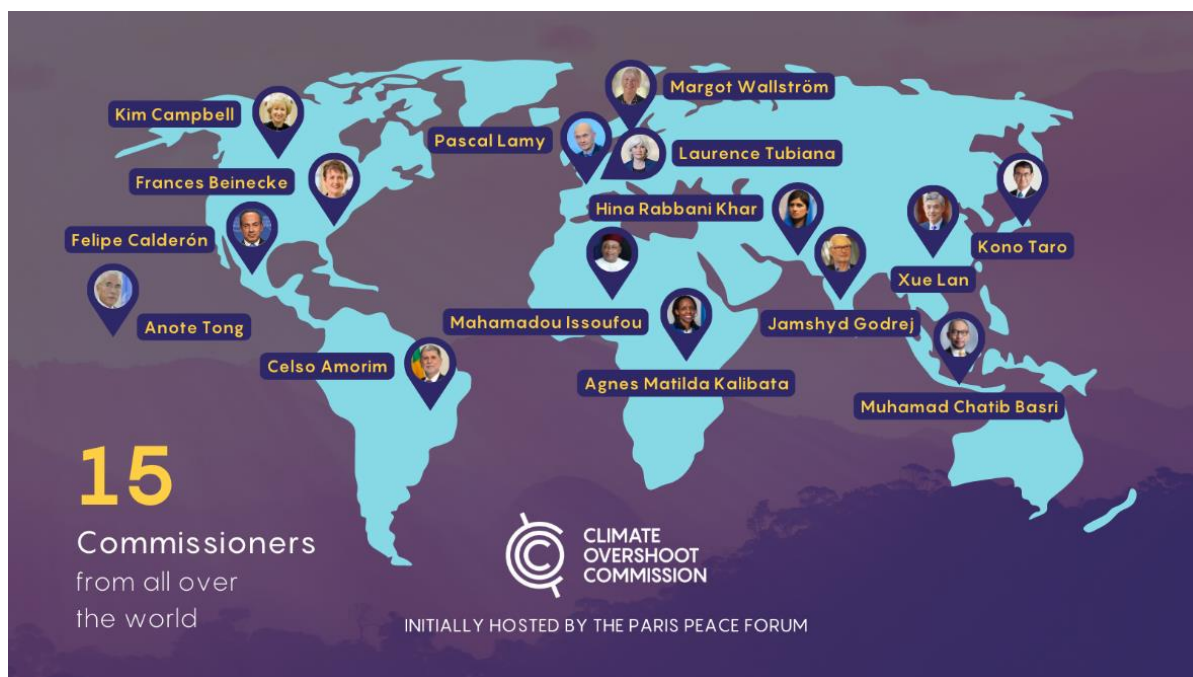 Margot Wallström
Kim Campbell
Pascal Lamy
Laurence Tubiana
Frances Beinecke
Hina Rabbani Khar
Felipe Calderón
Kono Taro
Xue Lan
Anote Tong
Mahamadou Issoufou
Jamshyd Godrej
Celso Amorim
Agnes Matilda Kalibata
Muhamad Chatib Basri
15
Commissioners
from all over
the world
CLIMATE
OVERSHOOT
COMMISSION
INITIALLY HOSTED BY THE PARIS PEACE FORUM